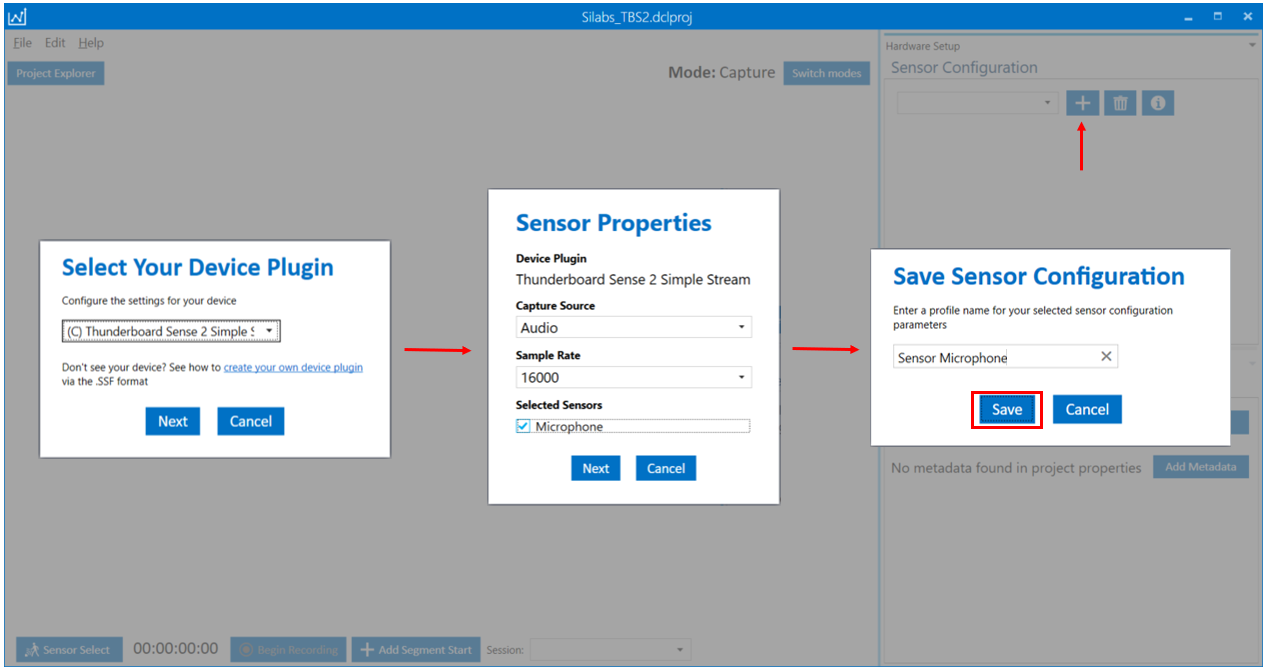 Silabs_TBS2.dclproj
File Edit Help
Project Explorer
Mode: Capture Switch modes
Hardware Setup
Sensor Configuration
Select Your Device Plugin
Configure the settings for your device
(C) Thunderboard Sense 2 Simple S
Don't see your device? See how to create your own device plugin
via the .SSF format
Next Cancel
Sensor Properties
Device Plugin
Thunderboard Sense 2 Simple Stream
Capture Source
Audio
Sample Rate
16000
Selected Sensors
Microphone
Next Cancel
Save Sensor Configuration
Enter a profile name for your selected sensor configuration
parameters
Sensor Microphone
Save Cancel
No metadata found in project properties Add Metadata
Sensor Select 00:00:00:00 Begin Recording Add Segment Start Session: